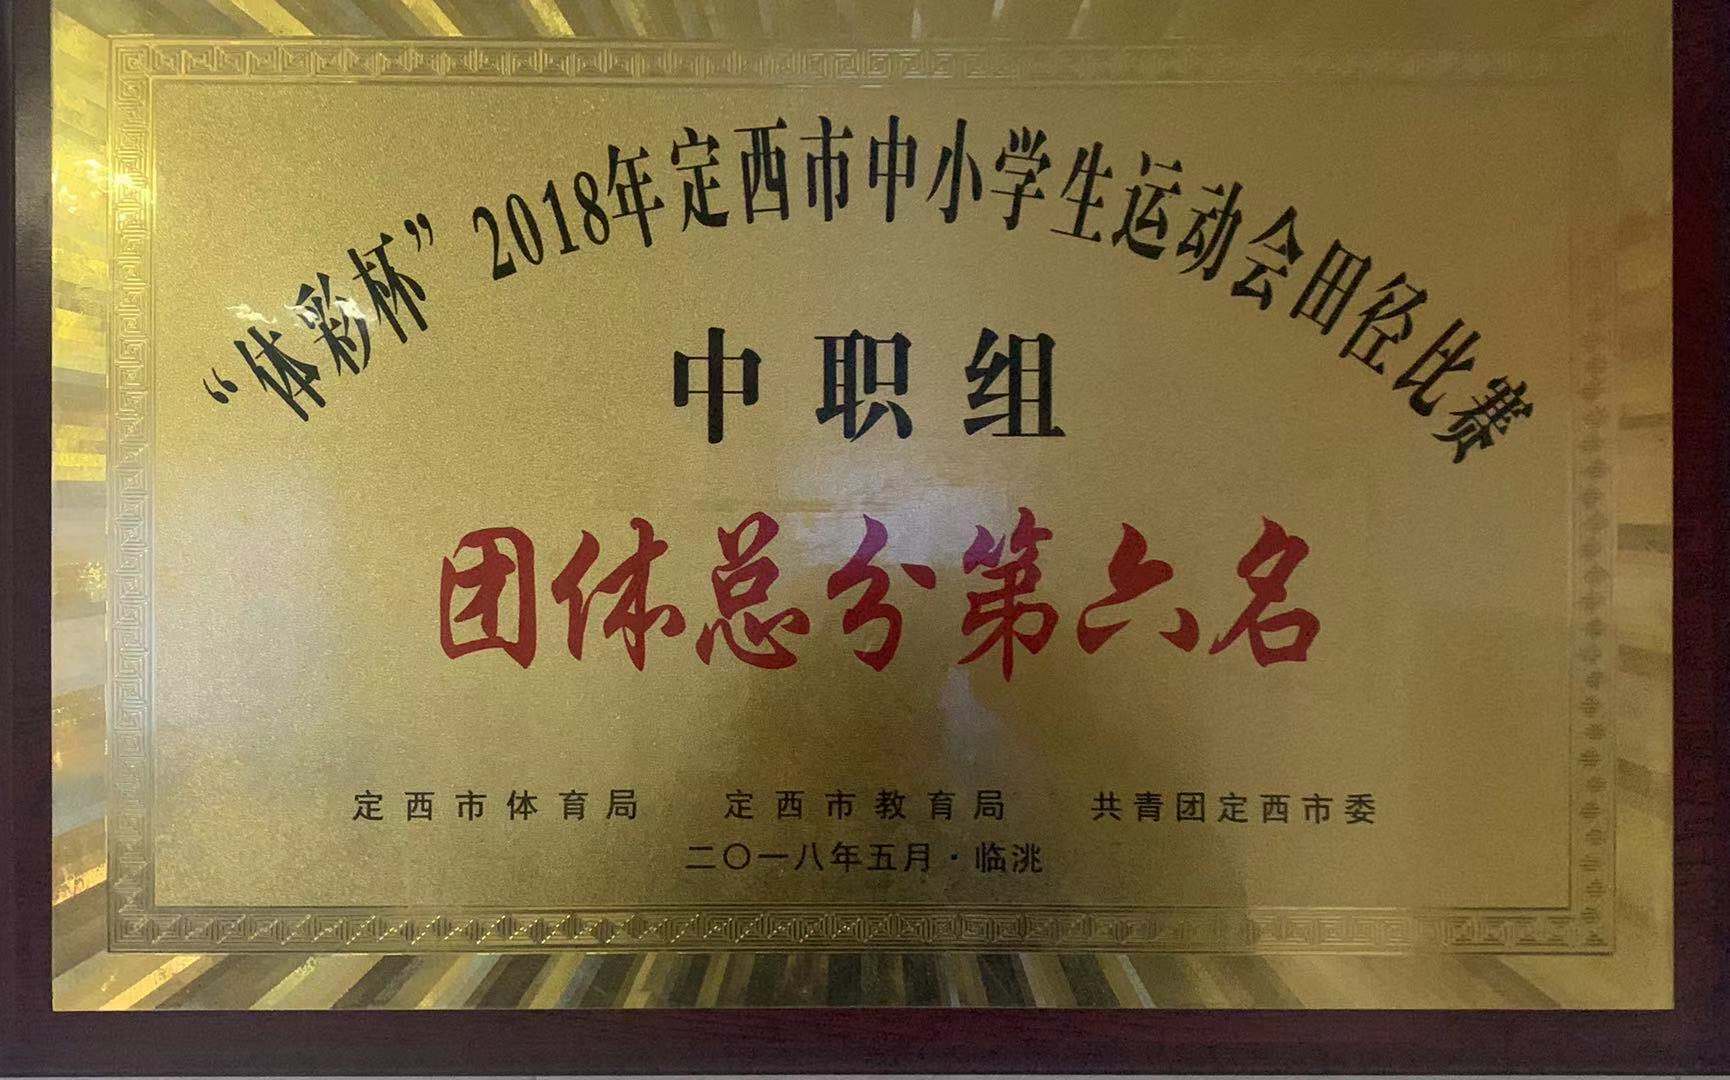 “体彩杯”2018年定西市中小学生运动会田径比赛
中职组
团体总分第六名
定西市体育局 定西市教育局 共青团定西市委
二〇一八年五月·临洮